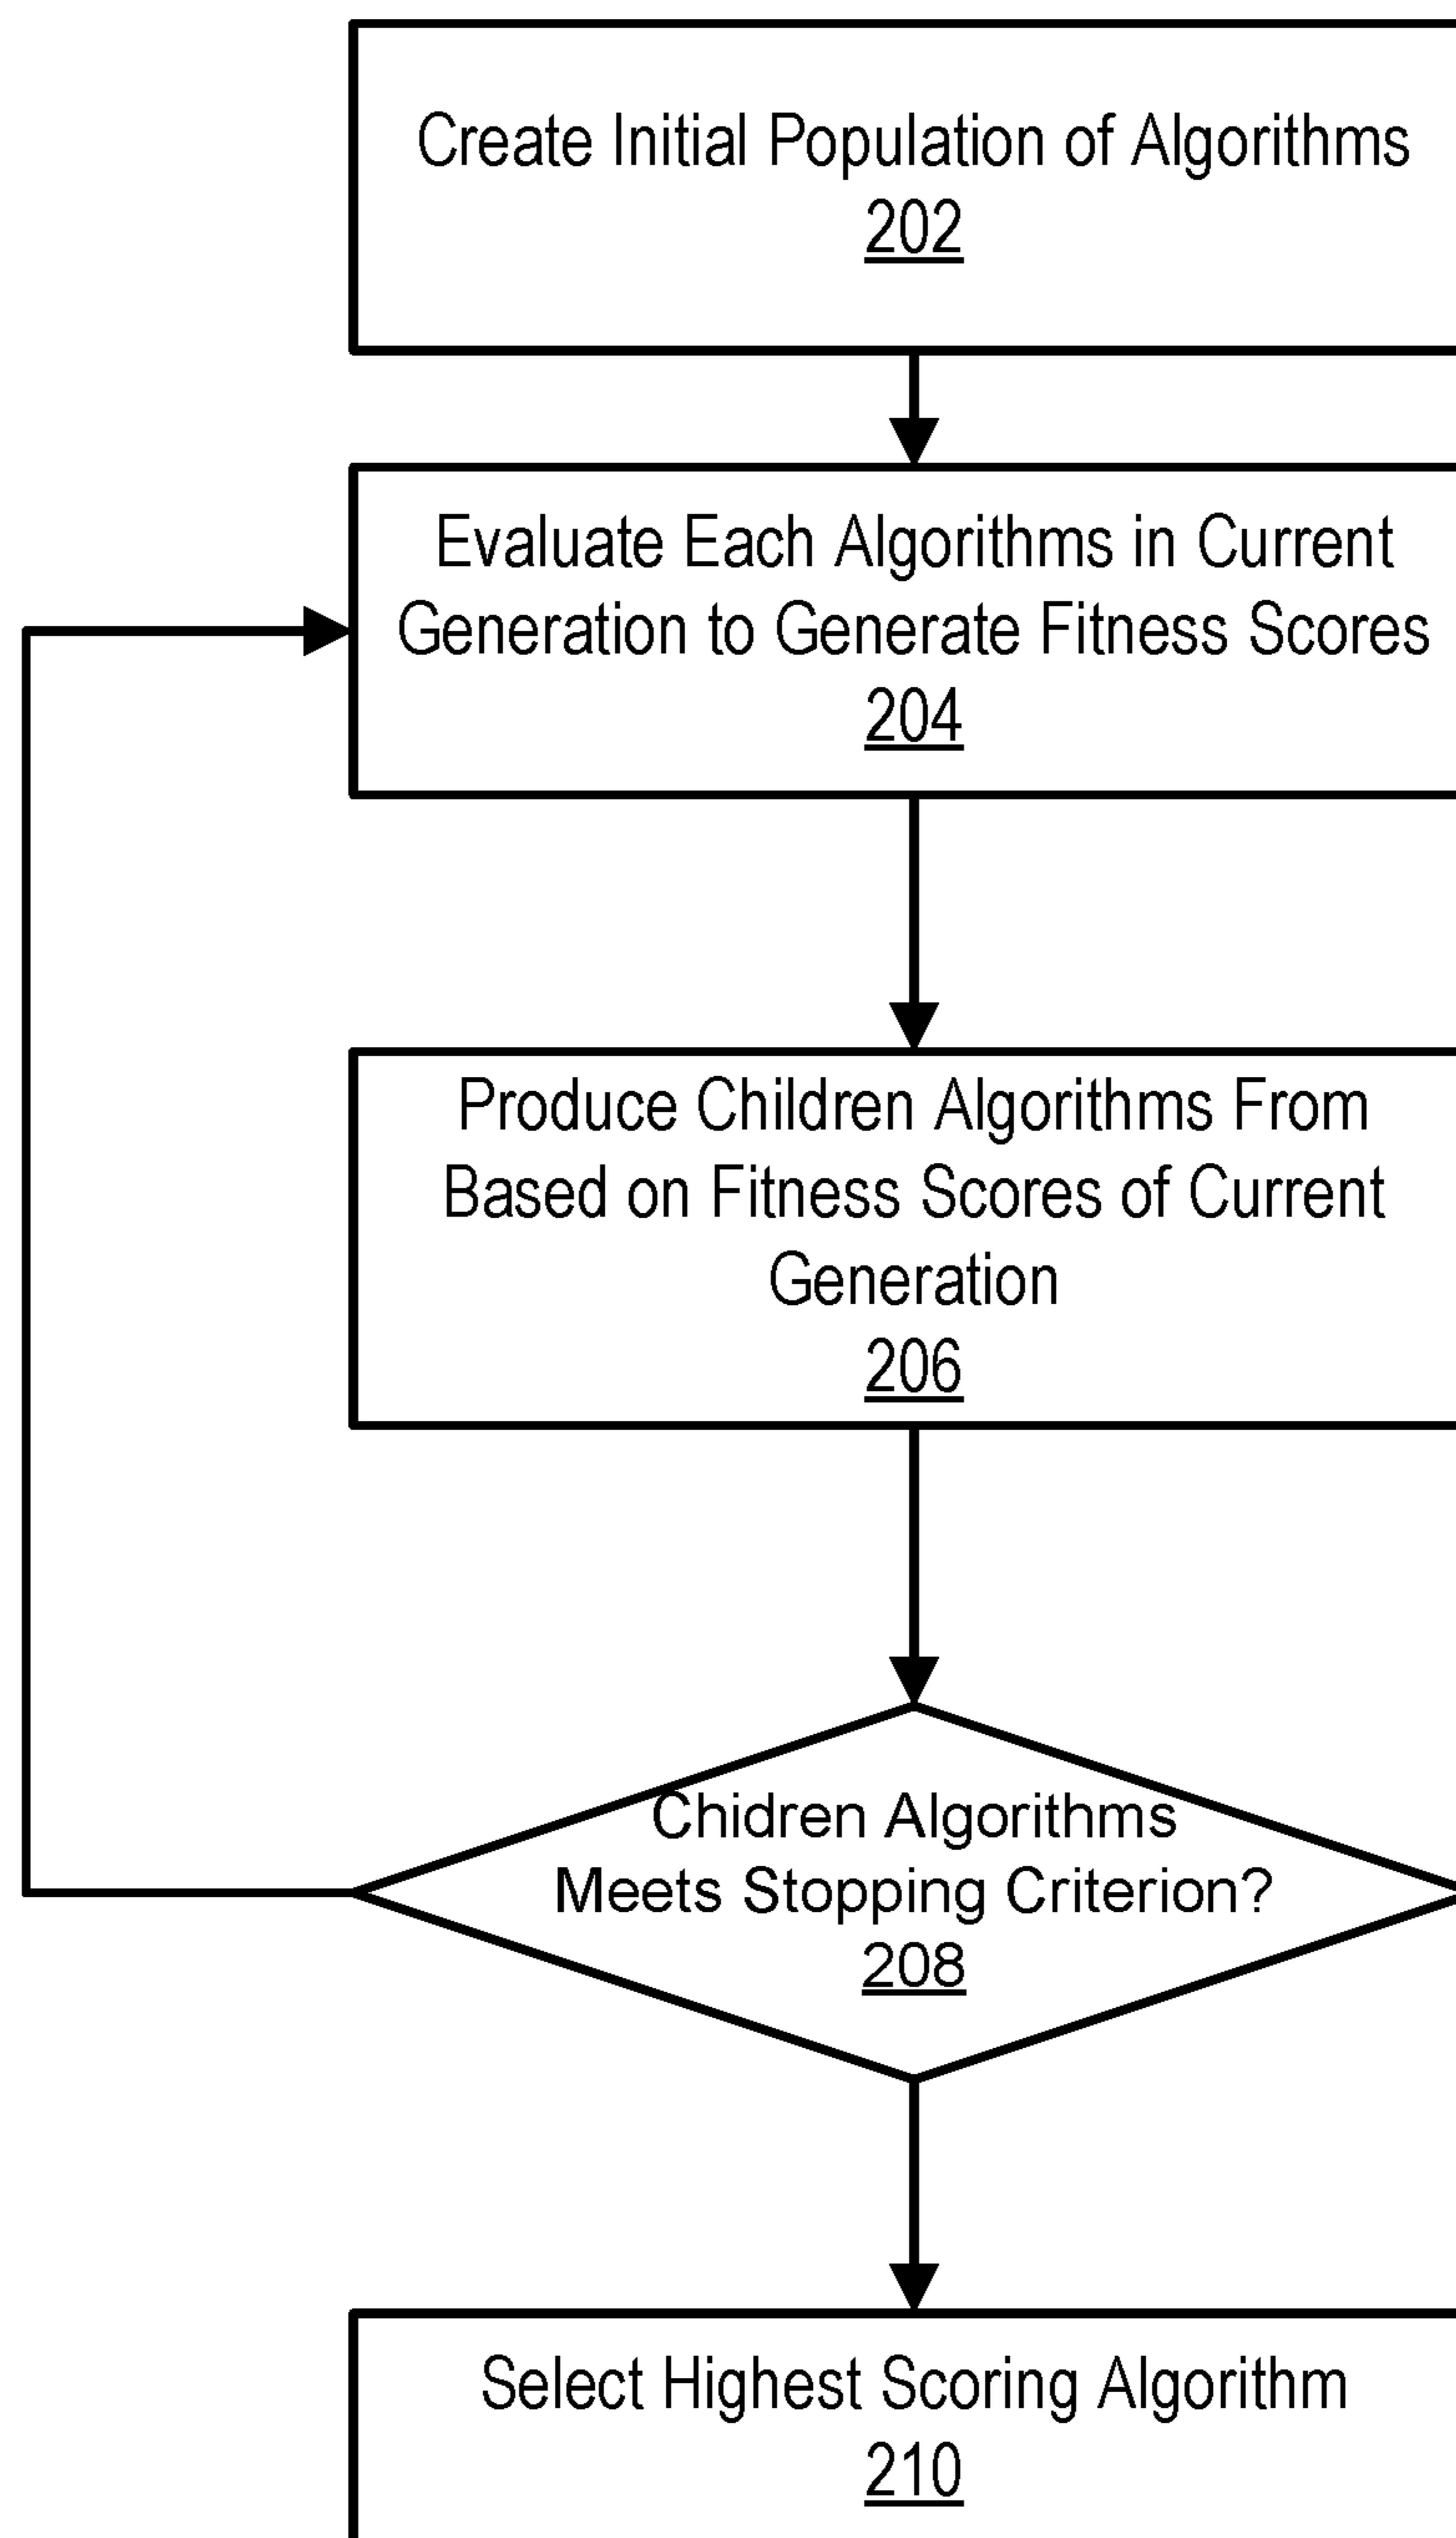 Create Initial Population of Algorithms
202
Evaluate Each Algorithms in Current
Generation to Generate Fitness Scores
204
Produce Children Algorithms From
Based on Fitness Scores of Current
Generation
206
Chidren Algorithms
Meets Stopping Criterion?
208
Select Highest Scoring Algorithm
210